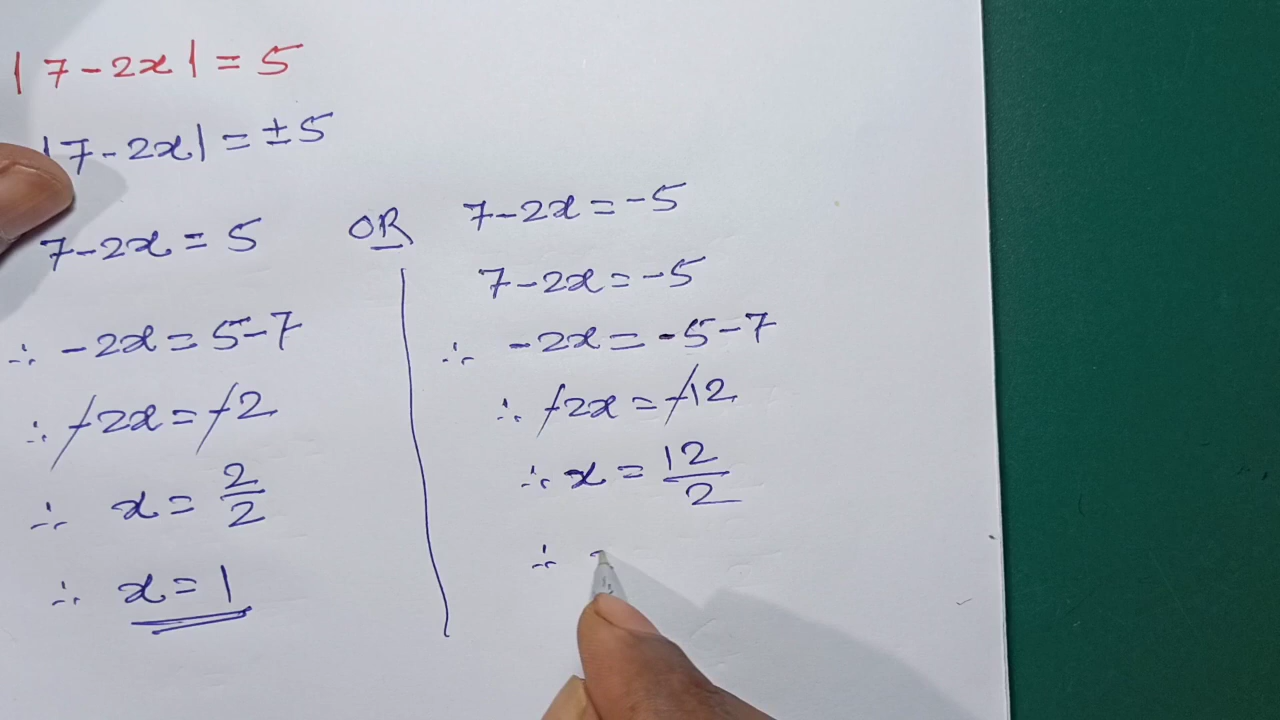 |7-2x| = 5
|7-2x| = ±5
7-2x = 5 OR 7-2x = -5
∴ -2x = 5-7
∴ -2x = -2
∴ x = 2/2
∴ x = 1
7-2x = -5
∴ -2x = -5-7
∴ -2x = -12
∴ x = 12/2
∴